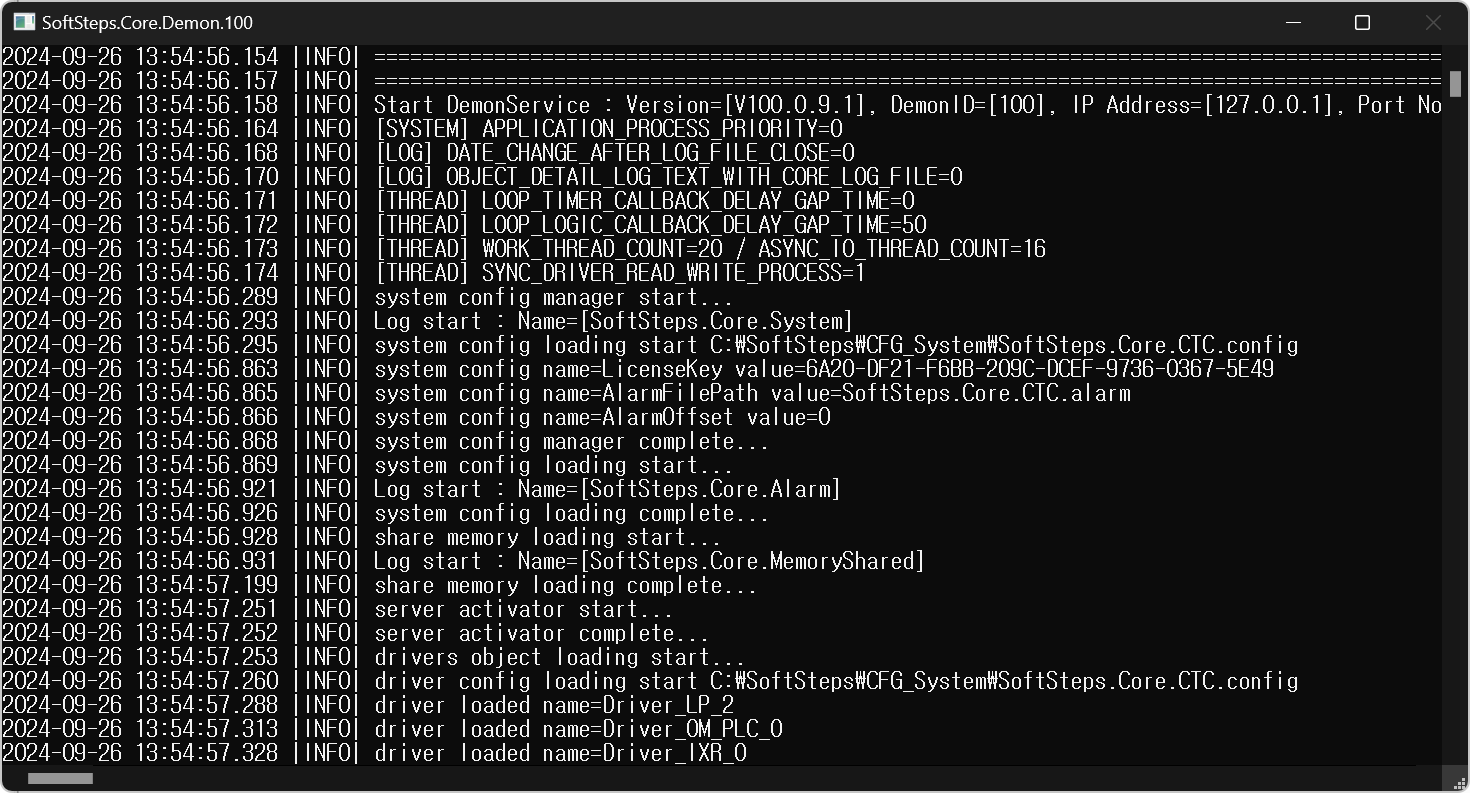 SoftSteps.Core.Demon.100
2024-09-26 13:54:56.154 |INFO| =========================================================================================
2024-09-26 13:54:56.157 |INFO| =========================================================================================
2024-09-26 13:54:56.158 |INFO| Start DemonService : Version=[V100.0.9.1], DemonID=[100], IP Address=[127.0.0.1], Port No
2024-09-26 13:54:56.164 |INFO| [SYSTEM] APPLICATION_PROCESS_PRIORITY=0
2024-09-26 13:54:56.168 |INFO| [LOG] DATE_CHANGE_AFTER_LOG_FILE_CLOSE=0
2024-09-26 13:54:56.170 |INFO| [LOG] OBJECT_DETAIL_LOG_TEXT_WITH_CORE_LOG_FILE=0
2024-09-26 13:54:56.171 |INFO| [THREAD] LOOP_TIMER_CALLBACK_DELAY_GAP_TIME=0
2024-09-26 13:54:56.172 |INFO| [THREAD] LOOP_LOGIC_CALLBACK_DELAY_GAP_TIME=50
2024-09-26 13:54:56.173 |INFO| [THREAD] WORK_THREAD_COUNT=20 / ASYNC_IO_THREAD_COUNT=16
2024-09-26 13:54:56.174 |INFO| [THREAD] SYNC_DRIVER_READ_WRITE_PROCESS=1
2024-09-26 13:54:56.289 |INFO| system config manager start...
2024-09-26 13:54:56.293 |INFO| Log start : Name=[SoftSteps.Core.System]
2024-09-26 13:54:56.295 |INFO| system config loading start C:₩SoftSteps₩CFG_System₩SoftSteps.Core.CTC.config
2024-09-26 13:54:56.863 |INFO| system config name=LicenseKey value=6A20-DF21-F6BB-209C-DCEF-9736-0367-5E49
2024-09-26 13:54:56.865 |INFO| system config name=AlarmFilePath value=SoftSteps.Core.CTC.alarm
2024-09-26 13:54:56.866 |INFO| system config name=AlarmOffset value=0
2024-09-26 13:54:56.868 |INFO| system config manager complete...
2024-09-26 13:54:56.869 |INFO| system config loading start...
2024-09-26 13:54:56.921 |INFO| Log start : Name=[SoftSteps.Core.Alarm]
2024-09-26 13:54:56.926 |INFO| system config loading complete...
2024-09-26 13:54:56.928 |INFO| share memory loading start...
2024-09-26 13:54:56.931 |INFO| Log start : Name=[SoftSteps.Core.MemoryShared]
2024-09-26 13:54:57.199 |INFO| share memory loading complete...
2024-09-26 13:54:57.251 |INFO| server activator start...
2024-09-26 13:54:57.252 |INFO| server activator complete...
2024-09-26 13:54:57.253 |INFO| drivers object loading start...
2024-09-26 13:54:57.260 |INFO| driver config loading start C:₩SoftSteps₩CFG_System₩SoftSteps.Core.CTC.config
2024-09-26 13:54:57.288 |INFO| driver loaded name=Driver_LP_2
2024-09-26 13:54:57.313 |INFO| driver loaded name=Driver_OM_PLC_0
2024-09-26 13:54:57.328 |INFO| driver loaded name=Driver_IXR_0